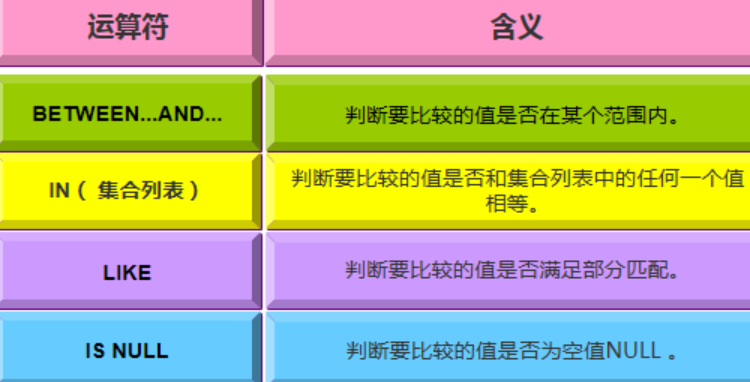 运算符
含义
BETWEEN...AND...
判断要比较的值是否在某个范围内。
IN（ 集合列表）
判断要比较的值是否和集合列表中的任何一个值
相等。
LIKE
判断要比较的值是否满足部分匹配。
IS NULL
判断要比较的值是否为空值NULL 。